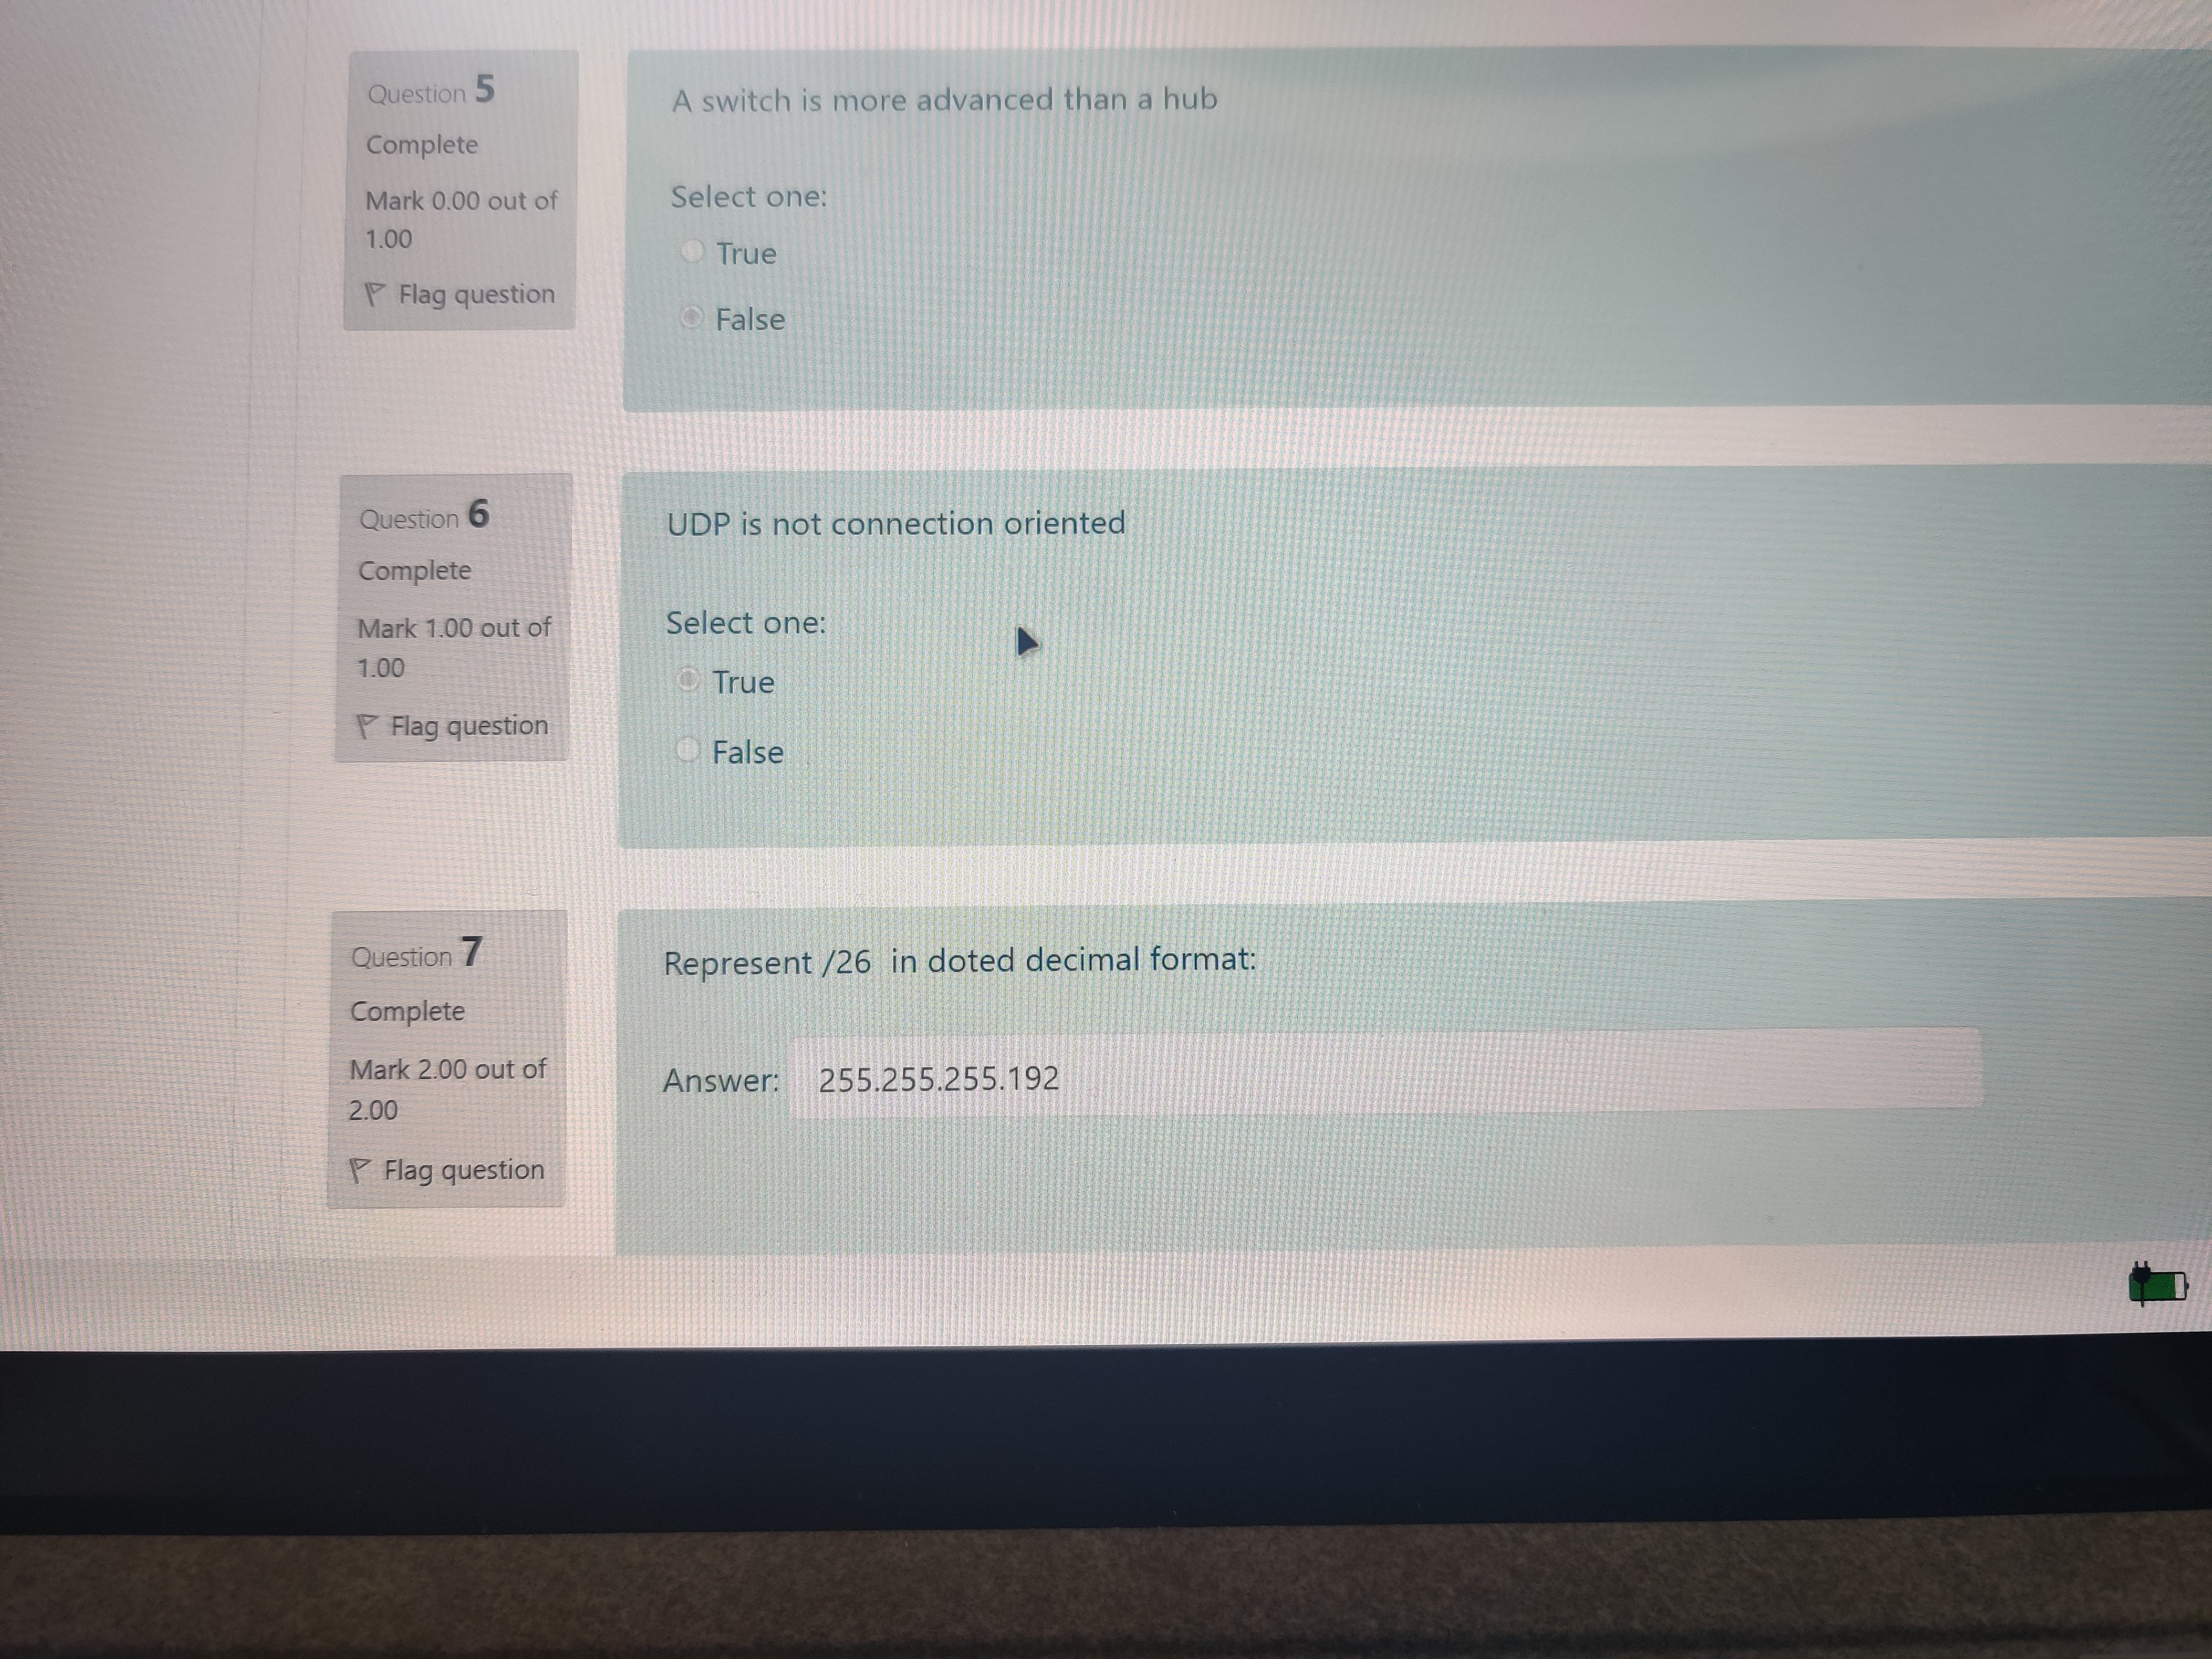 Question 5
Complete
Mark 0.00 out of
1.00
Flag question
A switch is more advanced than a hub
Select one:
True
False
Question 6
Complete
Mark 1.00 out of
1.00
Flag question
UDP is not connection oriented
Select one:
True
False
Question 7
Complete
Mark 2.00 out of
2.00
Flag question
Represent /26 in doted decimal format:
Answer: 255.255.255.192